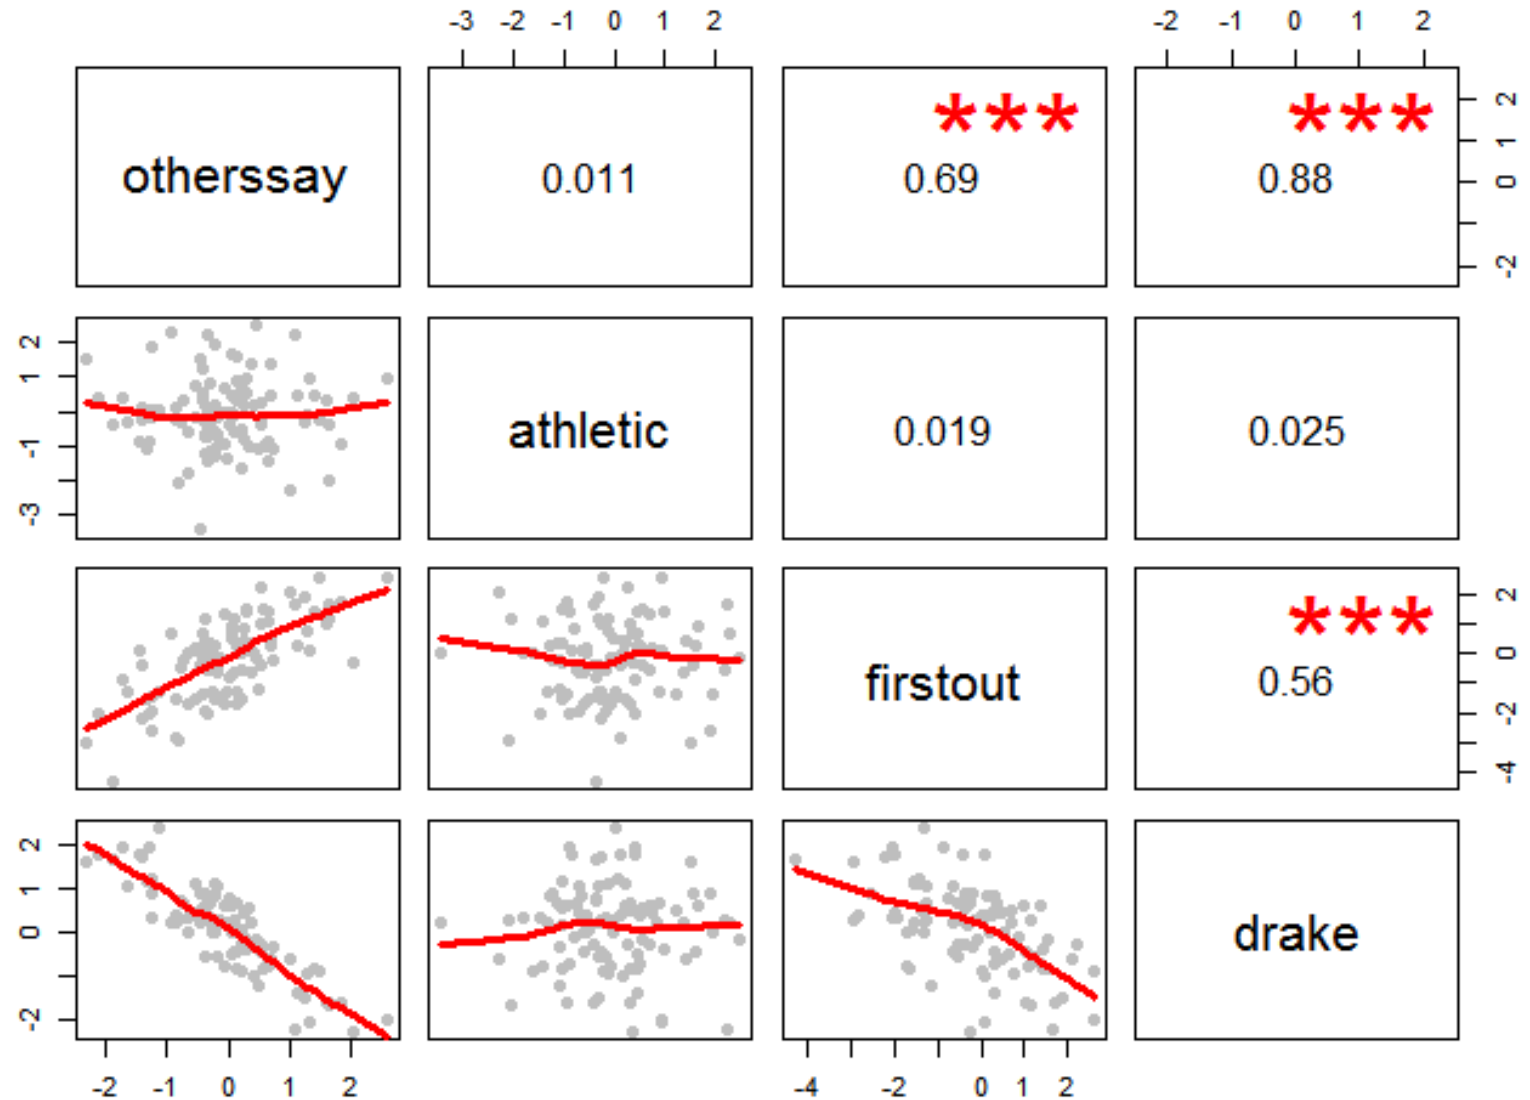 -3 -2 -1 0 1 2 -2 -1 0 1 2
otherssay 0.011 *** 0.69 *** 0.88 2 1 0 -2
2 1 -1 -3 athletic 0.019 0.025
firstout *** 0.56 2 0 -2 -4
2 1 0 -2 drake
-2 -1 0 1 2 -4 -2 0 1 2